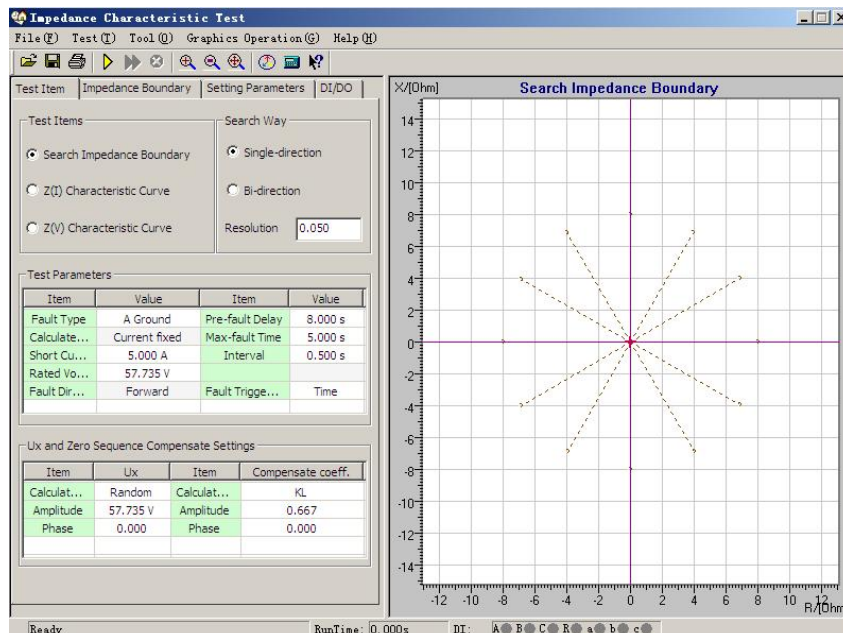 Impedance Characteristic Test
File(F) Test(T) Tool(O) Graphics Operation(G) Help(H)
Test Item Impedance Boundary Setting Parameters DI/DO
Test Items
Search Impedance Boundary
Z(I) Characteristic Curve
Z(V) Characteristic Curve
Search Way
Single-direction
Bi-direction
Resolution 0.050
Test Parameters
Item Value Item Value
Fault Type A Ground Pre-fault Delay 8.000 s
Calculate... Current fixed Max-fault Time 5.000 s
Short Cu... 5.000 A Interval 0.500 s
Rated Vo... 57.735 V
Fault Dir... Forward Fault Trigge... Time
Ux and Zero Sequence Compensate Settings
Item Ux Item Compensate coeff.
Calculat... Random Calculat... KL
Amplitude 57.735 V Amplitude 0.667
Phase 0.000 Phase 0.000
X/[Ohm] Search Impedance Boundary
14
12
10
8
6
4
2
0
-2
-4
-6
-8
-10
-12
-14
-12 -10 -8 -6 -4 -2 0 2 4 6 8 10 12
R/[Ohm]
Ready RunTime: 0.000s DI: A B C R a b c